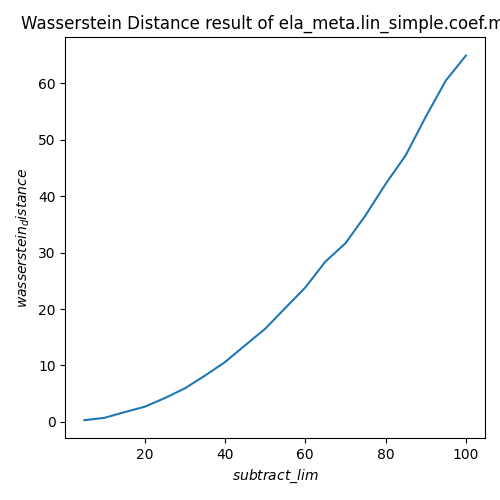 Wasserstein Distance result of ela_meta.lin_simple.coef.m
60
50
40
30
20
10
0
wasserstein_distance
20 40 60 80 100
subtract_lim